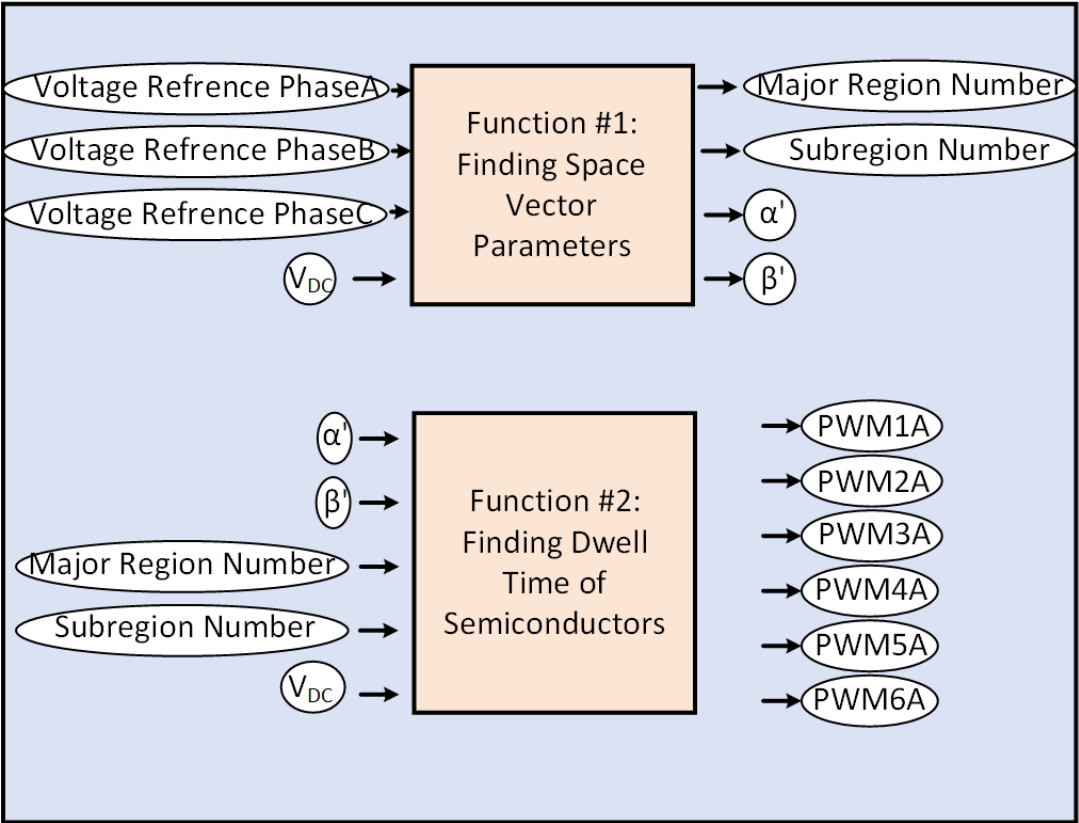 Voltage Refrence PhaseA
Voltage Refrence PhaseB
Voltage Refrence PhaseC
VDC
Function #1:
Finding Space
Vector
Parameters
Major Region Number
Subregion Number
α'
β'
α'
β'
Major Region Number
Subregion Number
VDC
Function #2:
Finding Dwell
Time of
Semiconductors
PWM1A
PWM2A
PWM3A
PWM4A
PWM5A
PWM6A